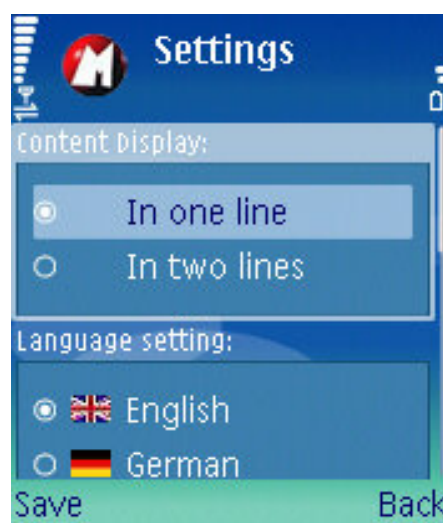 M
Settings
Content Display:
In one line
In two lines
Language setting:
English
German
Save
Back